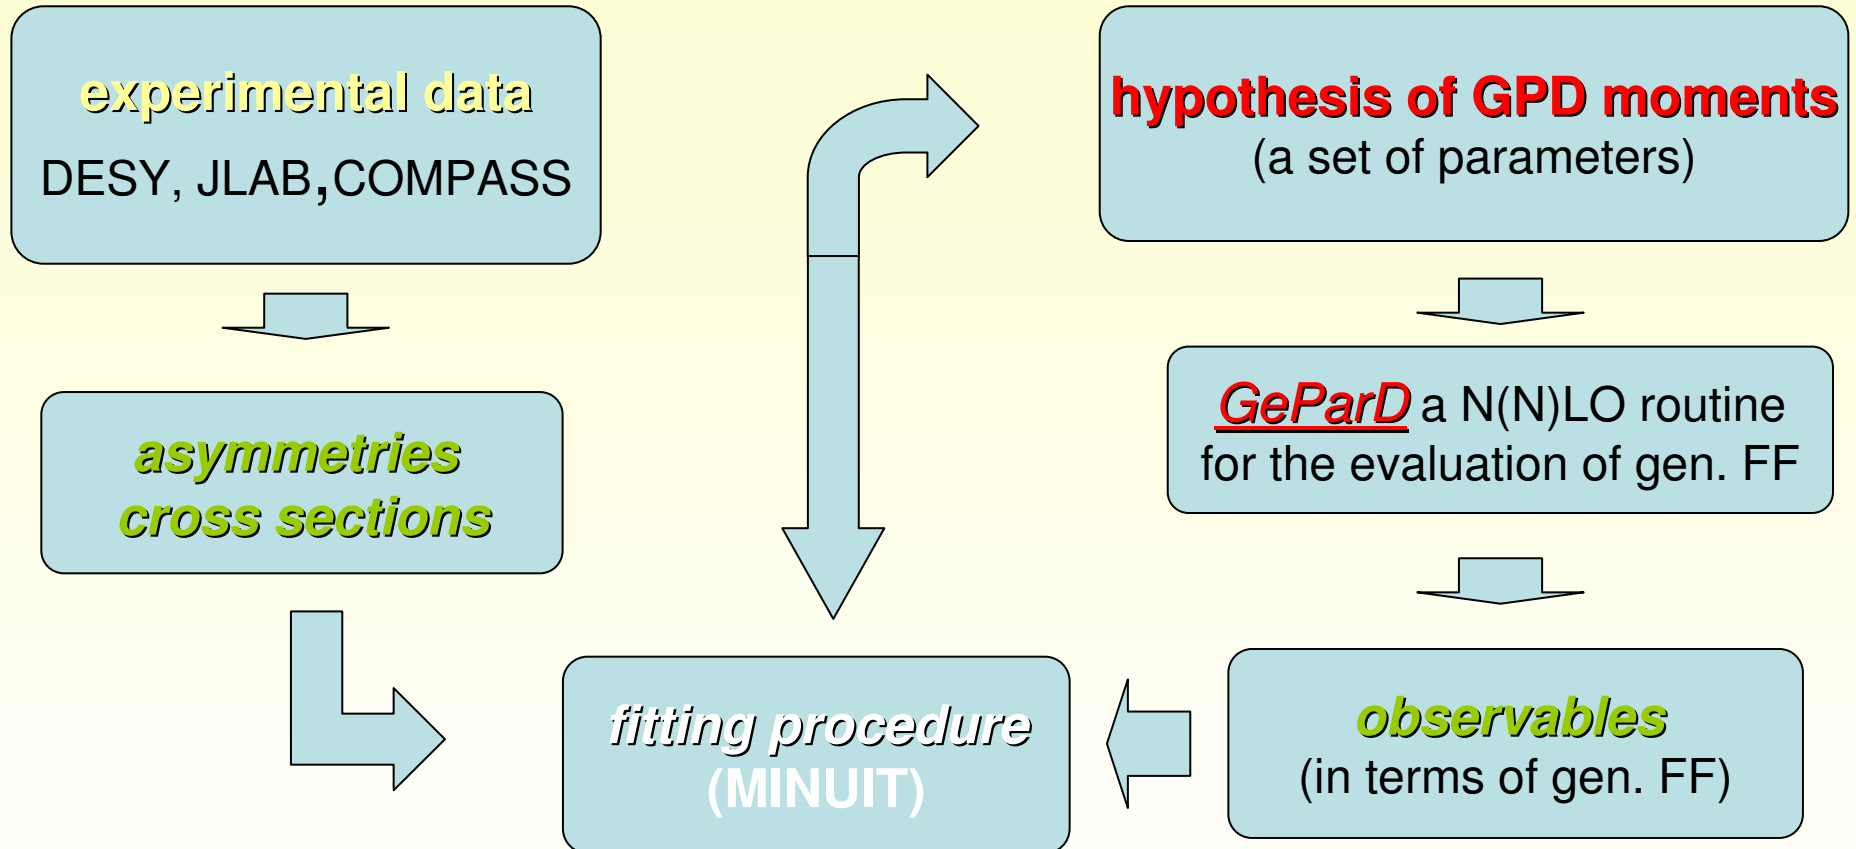 experimental data
DESY, JLAB,COMPASS
asymmetries
cross sections
hypothesis of GPD moments
(a set of parameters)
GeParD a N(N)LO routine
for the evaluation of gen. FF
observables
(in terms of gen. FF)
fitting procedure
(MINUIT)